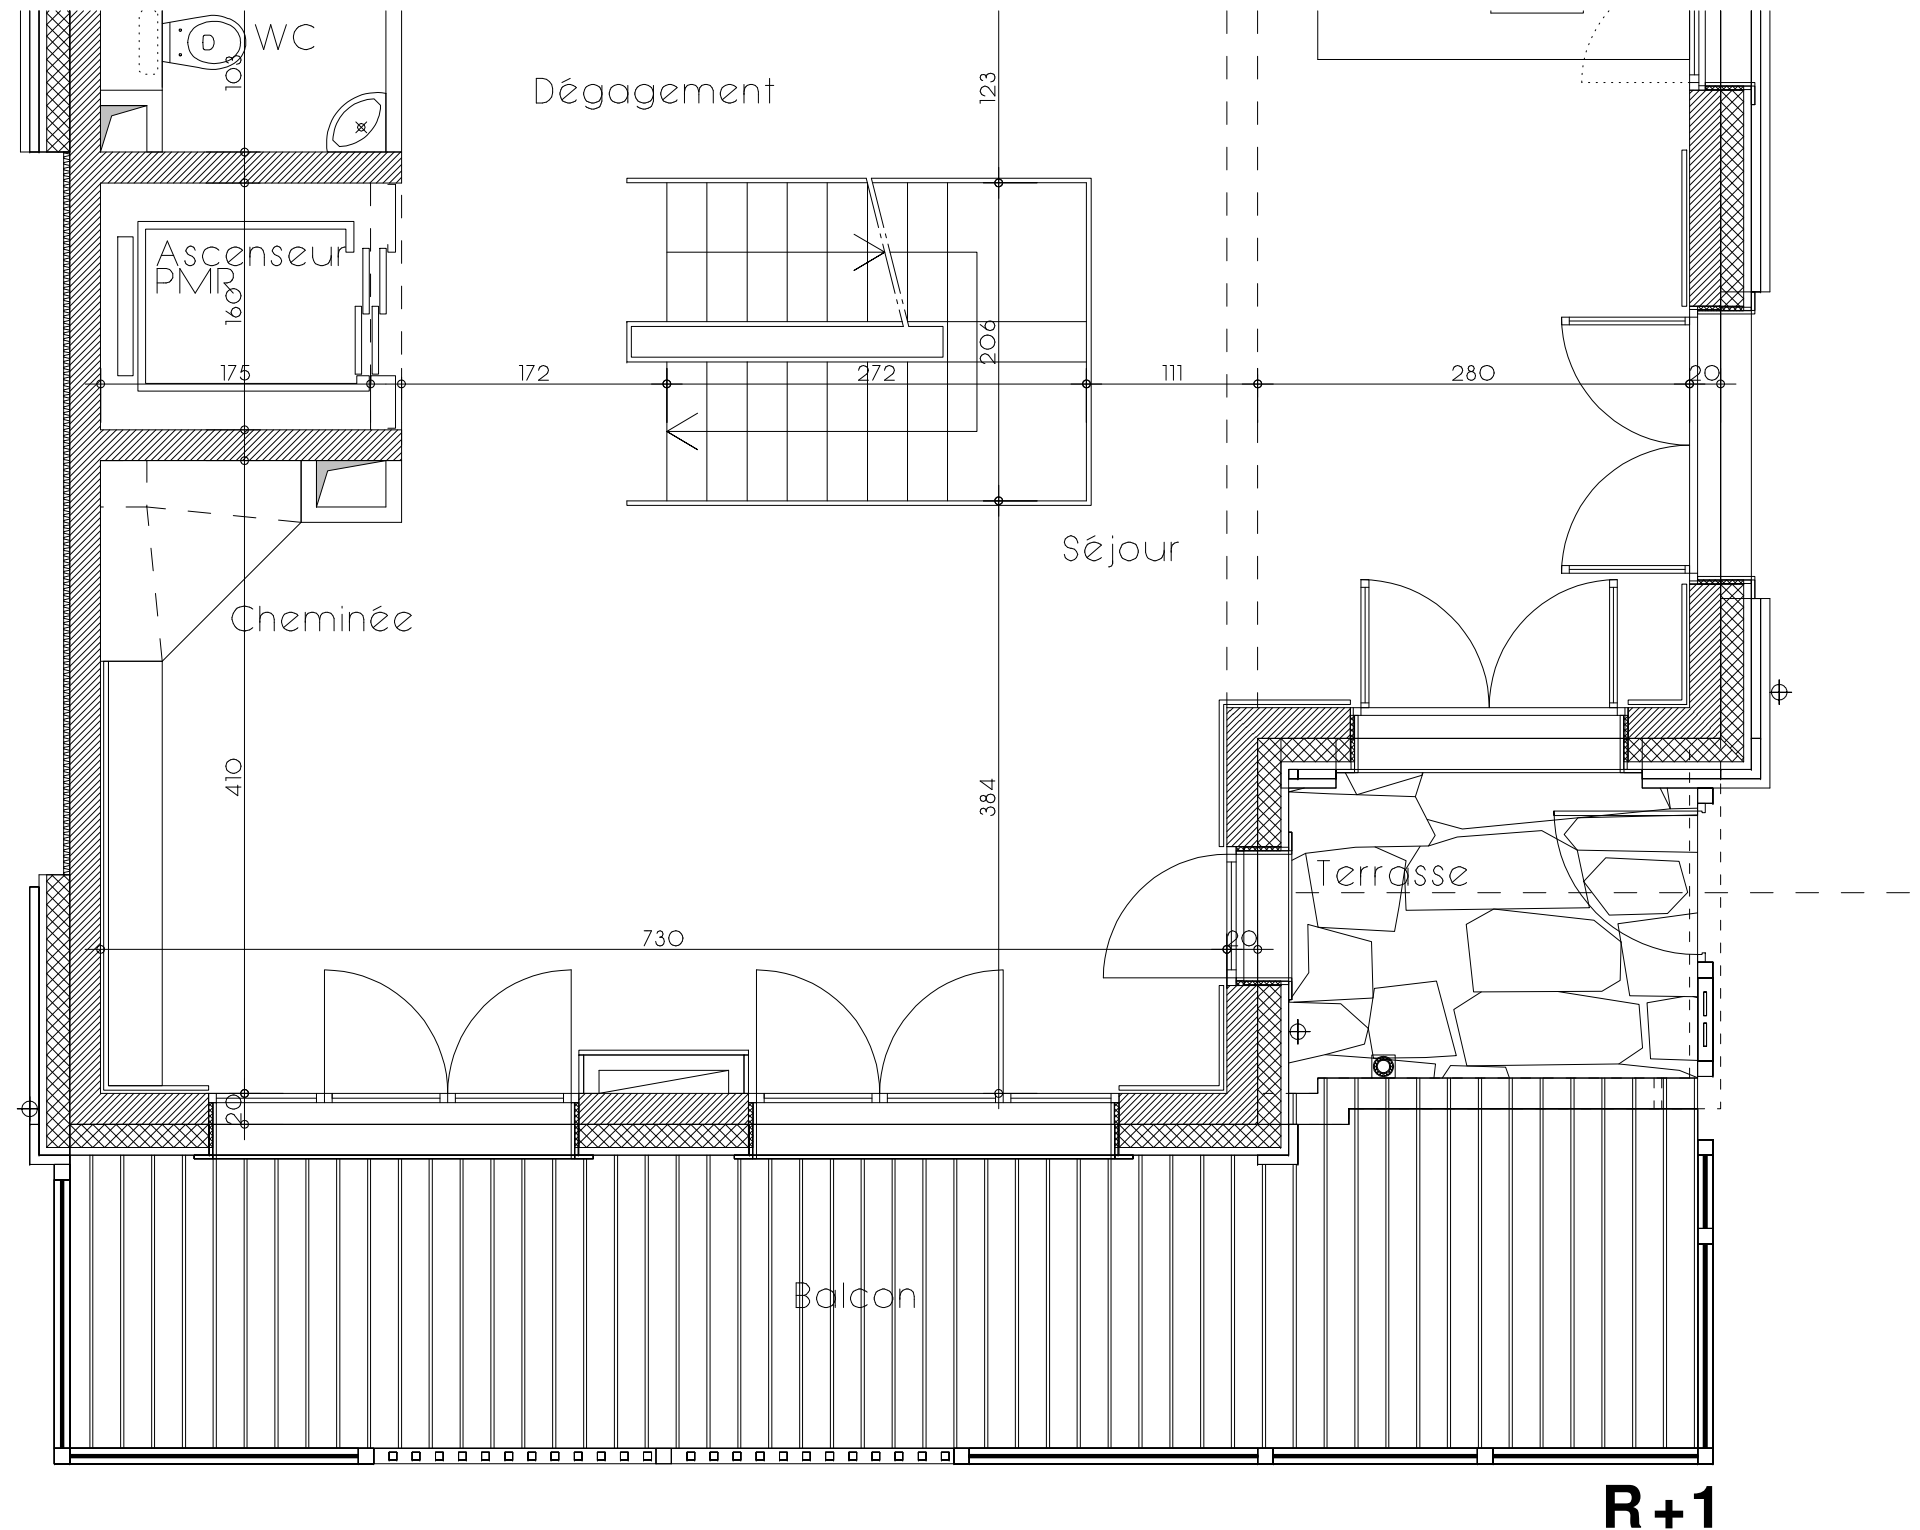 WC
D
103
Dégagement
123
Ascenseur
PMR
160
206
175
172
272
111
280
20
Séjour
Cheminée
410
384
Terrasse
730
20
20
Balcon
R+1